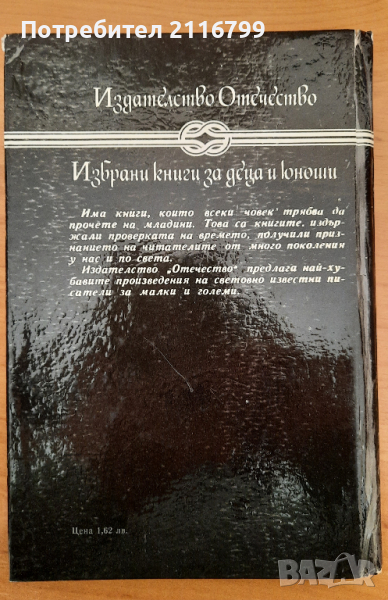 Потребител 2116799
Издателство Отечество
Избрани книги за деца и юноши
Има книги, които всеки човек трябва да
прочете на младини. Това са книгите, издър-
жали проверката на времето, получили приз-
нанието на читателите от много поколения
у нас и по света.
Издателство „Отечество“ предлага най-ху-
бавите произведения на световно известни пи-
сатели за малки и големи.
Цена 1,62 лв.
BAZAR
bg